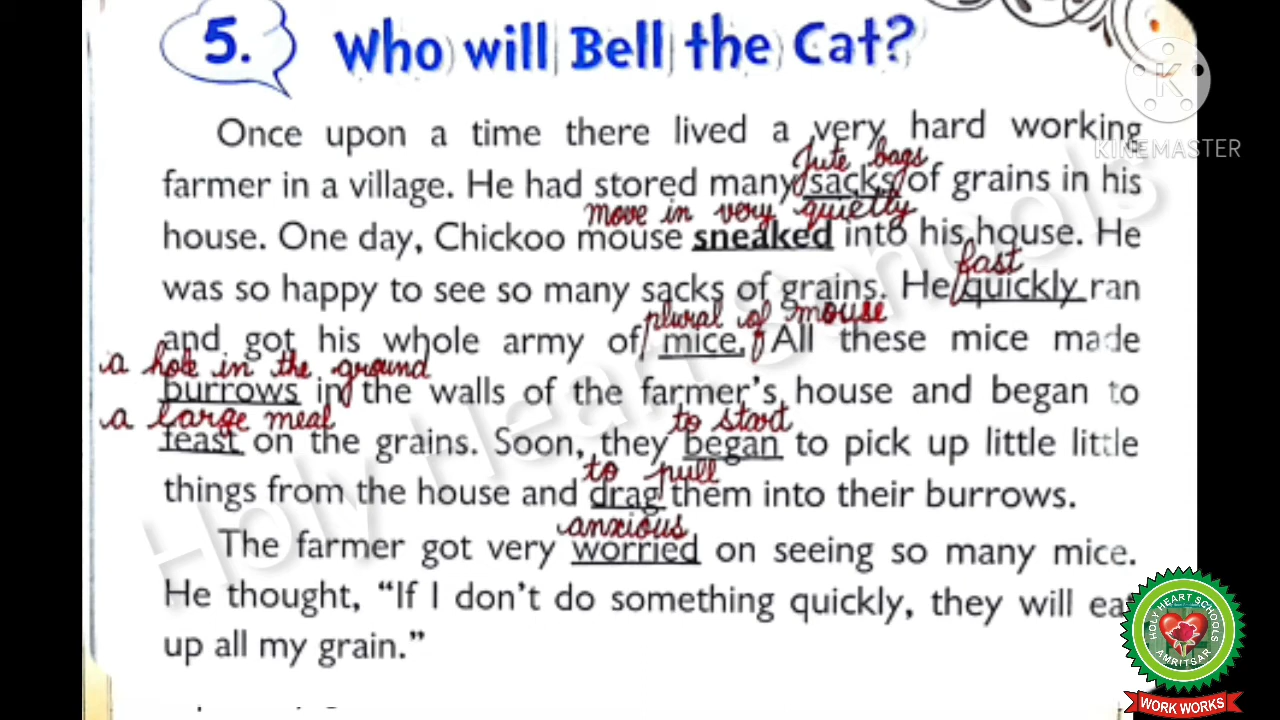 5. Who will Bell the Cat?
KINEMASTER
Once upon a time there lived a very hard working
jute bags
farmer in a village. He had stored many sacks of grains in his
move in very quietly
house. One day, Chickoo mouse sneaked into his house. He
fast
was so happy to see so many sacks of grains. He quickly ran
plural of mouse
and got his whole army of mice. All these mice made
a hole in the ground
burrows in the walls of the farmer's house and began to
a large meal to start
feast on the grains. Soon, they began to pick up little little
to pull
things from the house and drag them into their burrows.
anxious
The farmer got very worried on seeing so many mice.
He thought, "If I don't do something quickly, they will eat
up all my grain."
Holy Heart Schools
HOLY HEART SCHOOLS
AMRITSAR
WORK WORKS